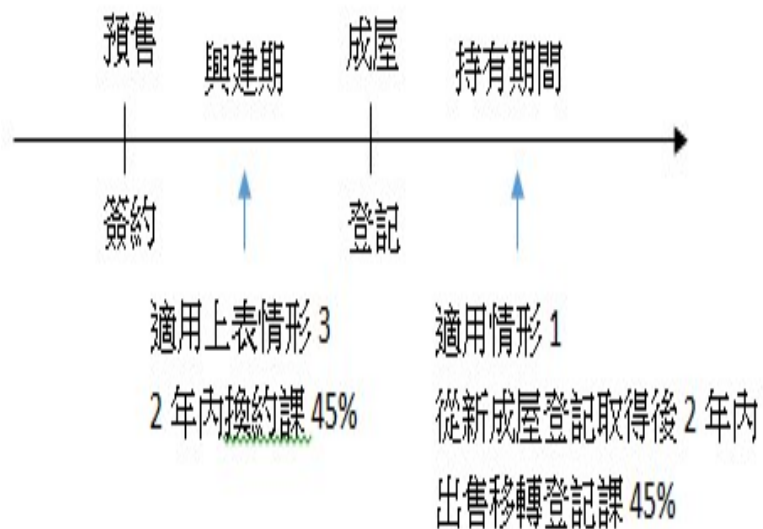 預售
興建期
成屋
持有期間
簽約
登記
適用上表情形 3
2 年內換約課 45%
適用情形 1
從新成屋登記取得後 2 年內
出售移轉登記課 45%